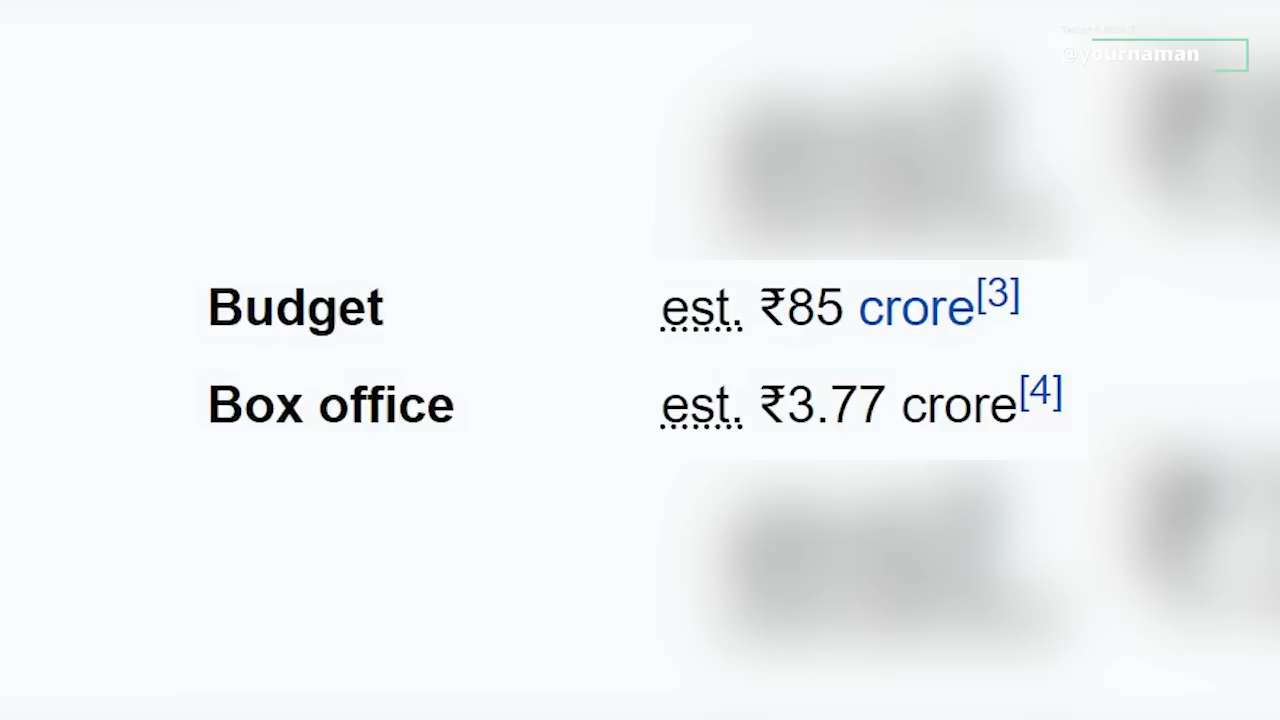 @yournaman
Budget est. ₹85 crore[3]
Box office est. ₹3.77 crore[4]